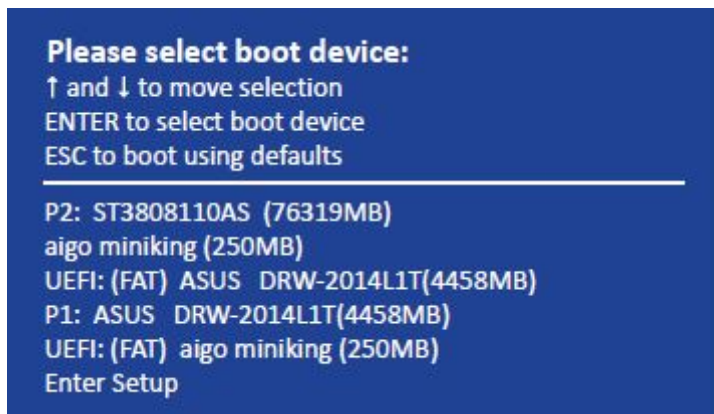 Please select boot device:
↑ and ↓ to move selection
ENTER to select boot device
ESC to boot using defaults
P2: ST3808110AS (76319MB)
aigo miniking (250MB)
UEFI: (FAT) ASUS DRW-2014L1T(4458MB)
P1: ASUS DRW-2014L1T(4458MB)
UEFI: (FAT) aigo miniking (250MB)
Enter Setup